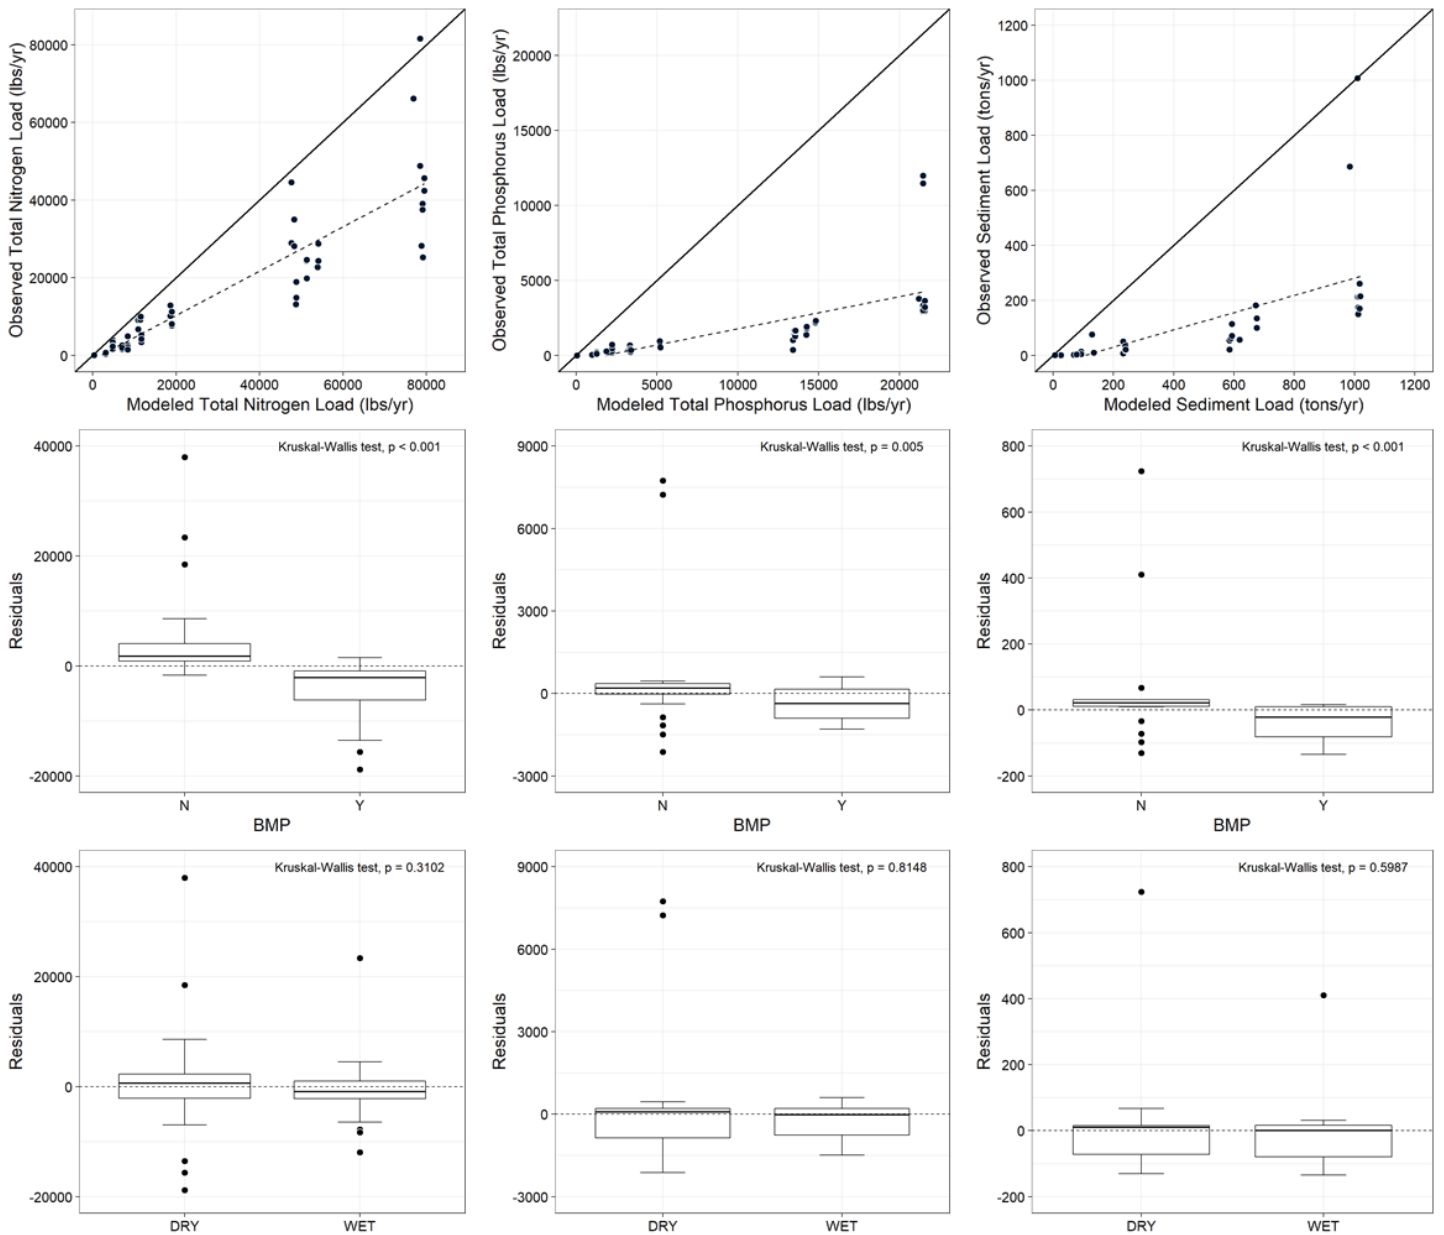 Observed Total Nitrogen Load (lbs/yr)
80000
60000
40000
20000
0
0 20000 40000 60000 80000
Modeled Total Nitrogen Load (lbs/yr)
Observed Total Phosphorus Load (lbs/yr)
20000
15000
10000
5000
0
0 5000 10000 15000 20000
Modeled Total Phosphorus Load (lbs/yr)
Observed Sediment Load (tons/yr)
1200
1000
800
600
400
200
0
0 200 400 600 800 1000 1200
Modeled Sediment Load (tons/yr)
Kruskal-Wallis test, p < 0.001
Residuals
40000
20000
0
-20000
N Y
BMP
Kruskal-Wallis test, p = 0.005
Residuals
9000
6000
3000
0
-3000
N Y
BMP
Kruskal-Wallis test, p < 0.001
Residuals
800
600
400
200
0
-200
N Y
BMP
Kruskal-Wallis test, p = 0.3102
Residuals
40000
20000
0
-20000
DRY WET
Kruskal-Wallis test, p = 0.8148
Residuals
9000
6000
3000
0
-3000
DRY WET
Kruskal-Wallis test, p = 0.5987
Residuals
800
600
400
200
0
-200
DRY WET